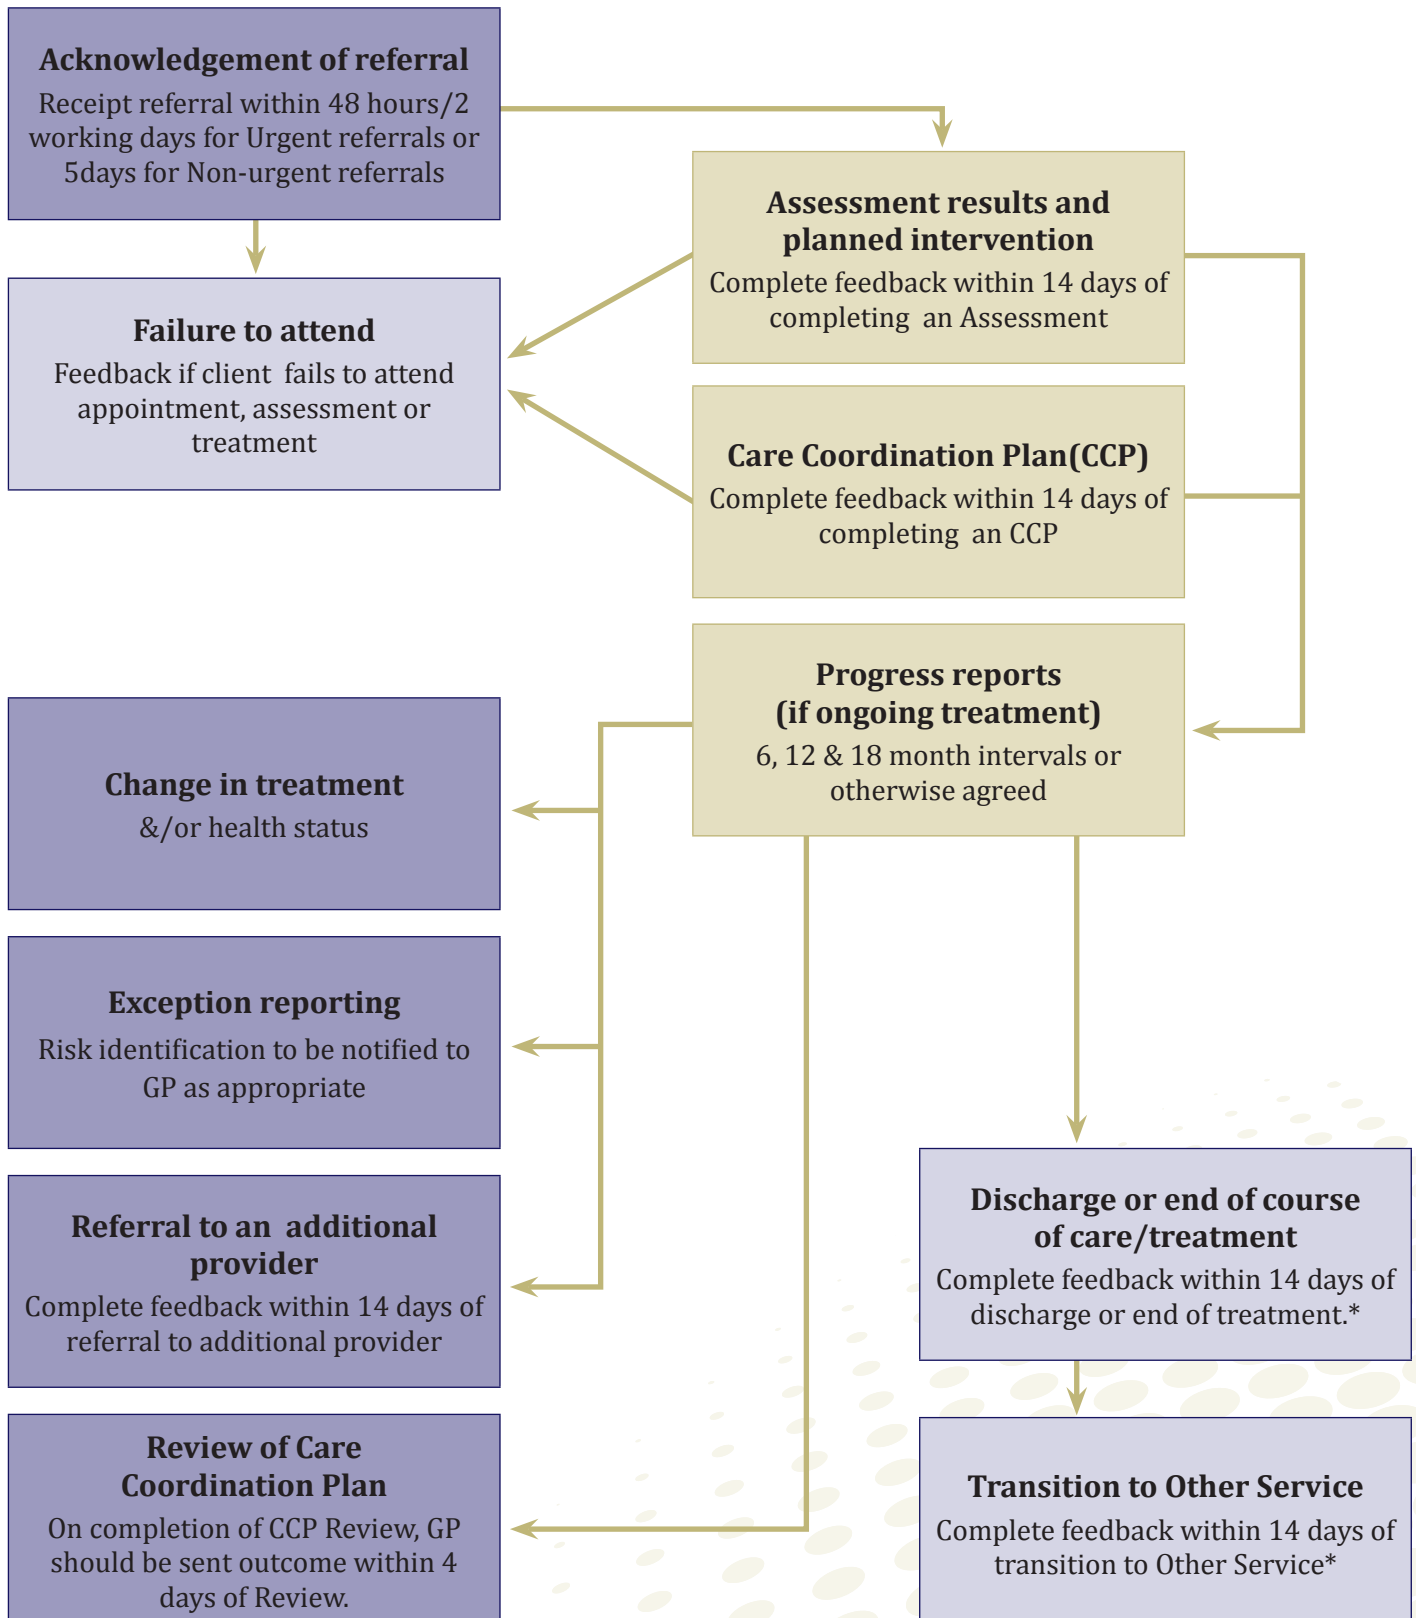 Acknowledgement of referral
Receipt referral within 48 hours/2
working days for Urgent referrals or
5days for Non-urgent referrals
Assessment results and
planned intervention
Complete feedback within 14 days of
completing an Assessment
Failure to attend
Feedback if client fails to attend
appointment, assessment or
treatment
Care Coordination Plan(CCP)
Complete feedback within 14 days of
completing an CCP
Progress reports
(if ongoing treatment)
6, 12 & 18 month intervals or
otherwise agreed
Change in treatment
&/or health status
Exception reporting
Risk identification to be notified to
GP as appropriate
Referral to an additional
provider
Complete feedback within 14 days of
referral to additional provider
Discharge or end of course
of care/treatment
Complete feedback within 14 days of
discharge or end of treatment.*
Review of Care
Coordination Plan
On completion of CCP Review, GP
should be sent outcome within 4
days of Review.
Transition to Other Service
Complete feedback within 14 days of
transition to Other Service*